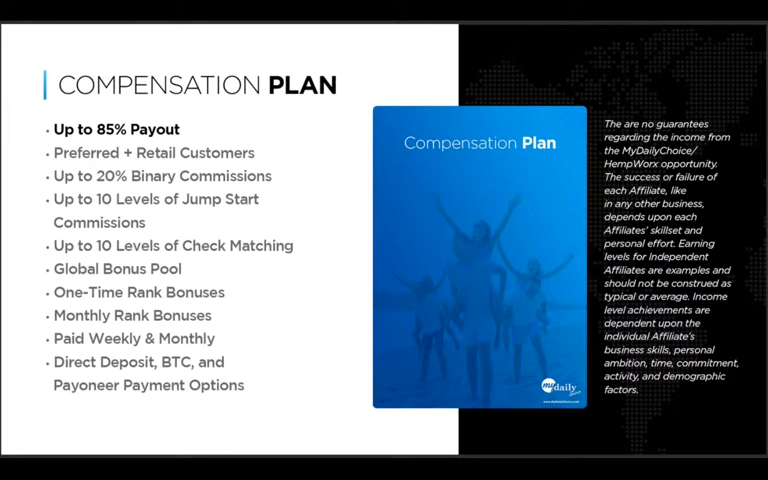 COMPENSATION PLAN
· Up to 85% Payout
· Preferred + Retail Customers
· Up to 20% Binary Commissions
· Up to 10 Levels of Jump Start
Commissions
· Up to 10 Levels of Check Matching
· Global Bonus Pool
· One-Time Rank Bonuses
· Monthly Rank Bonuses
· Paid Weekly & Monthly
· Direct Deposit, BTC, and
Payoneer Payment Options
Compensation Plan
my daily
www.mydailychoice.com
The are no guarantees
regarding the income from
the MyDailyChoice/
HempWorx opportunity.
The success or failure of
each Affiliate, like
in any other business,
depends upon each
Affiliates' skillset and
personal effort. Earning
levels for Independent
Affiliates are examples and
should not be construed as
typical or average. Income
level achievements are
dependent upon the
individual Affiliate's
business skills, personal
ambition, time, commitment,
activity, and demographic
factors.